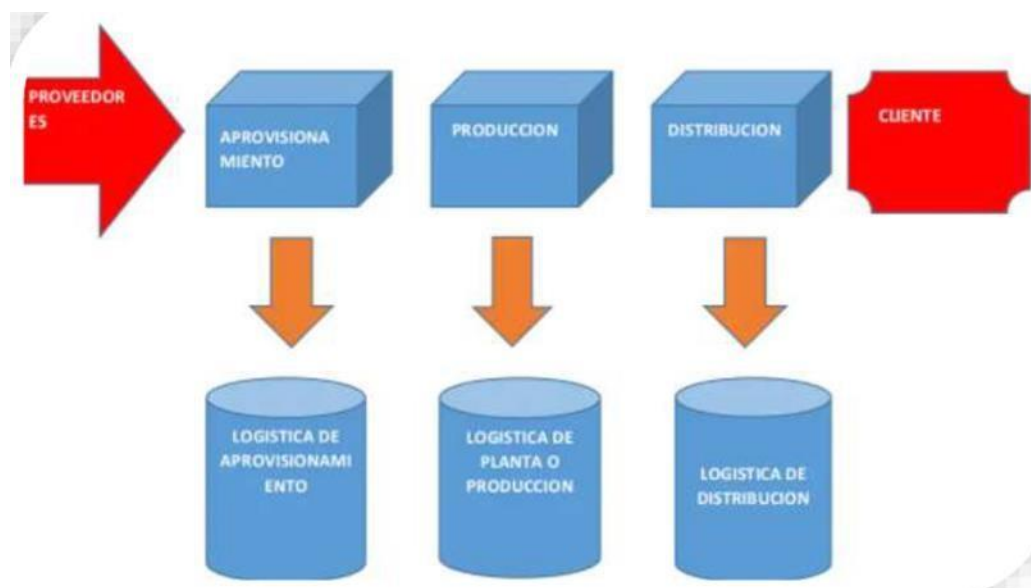 PROVEEDOR
ES
APROVISIONA
MIENTO
PRODUCCION
DISTRIBUCION
CLIENTE
LOGISTICA DE
APROVISIONAMI
ENTO
LOGISTICA DE
PLANTA O
PRODUCCION
LOGISTICA DE
DISTRIBUCION